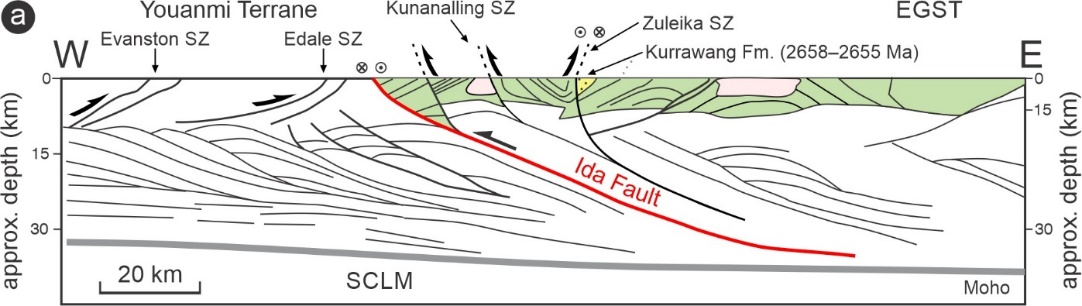 a
Youanmi Terrane
Kunanalling SZ
EGST
Zuleika SZ
Evanston SZ
Edale SZ
Kurrawang Fm. (2658–2655 Ma)
W
E
0
0
15
15
30
30
approx. depth (km)
approx. depth (km)
Ida Fault
20 km
SCLM
Moho